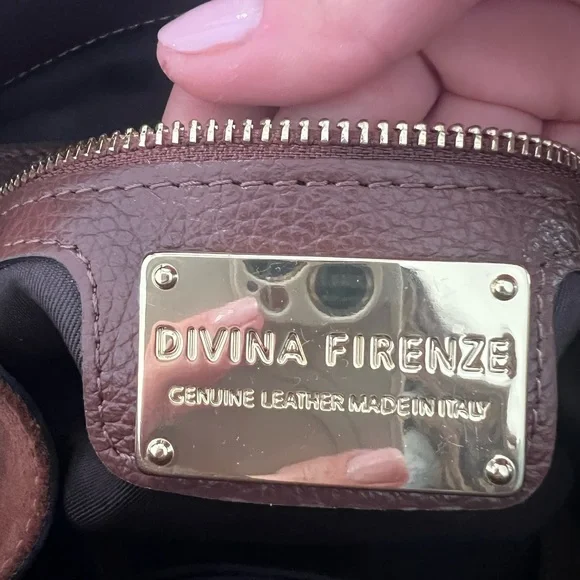 DIVINA FIRENZE
GENUINE LEATHER MADE IN ITALY